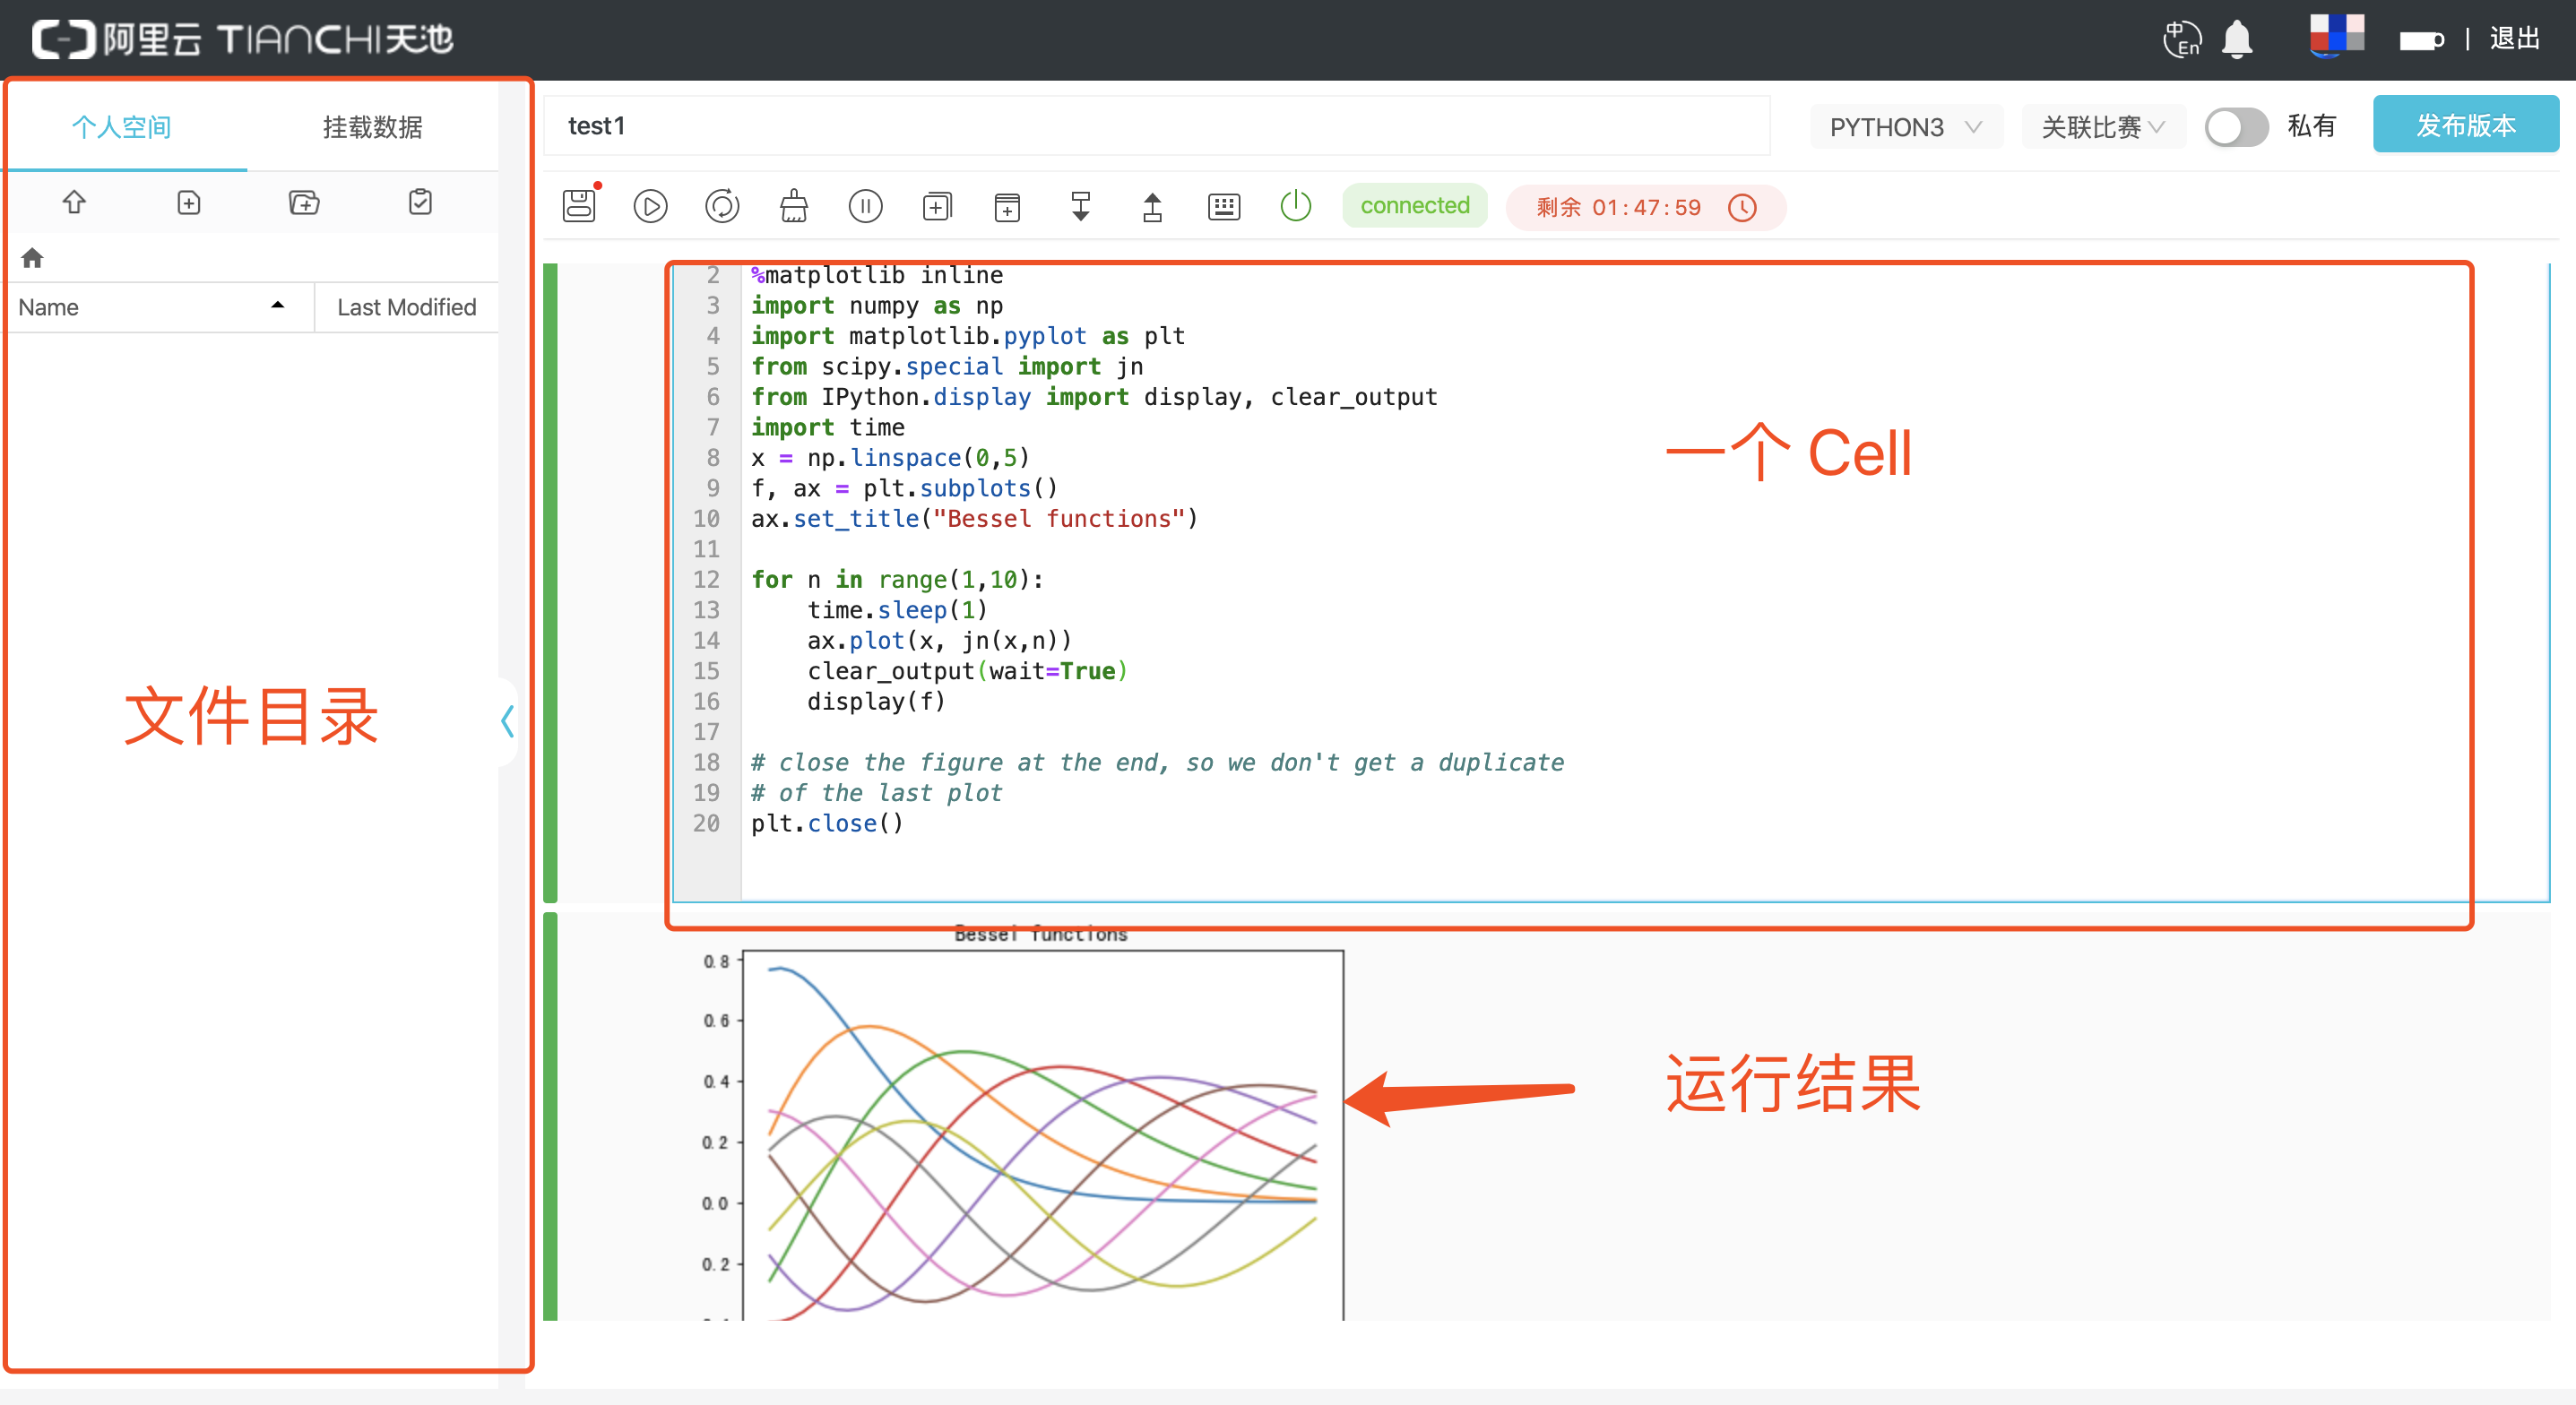 阿里云 TIANCHI天池
中 En
| 退出
个人空间 挂载数据
test1
PYTHON3 关联比赛 私有 发布版本
connected 剩余 01:47:59
Name Last Modified
2 %matplotlib inline
3 import numpy as np
4 import matplotlib.pyplot as plt
5 from scipy.special import jn
6 from IPython.display import display, clear_output
7 import time
8 x = np.linspace(0,5)
9 f, ax = plt.subplots()
10 ax.set_title("Bessel functions")
11
12 for n in range(1,10):
13     time.sleep(1)
14     ax.plot(x, jn(x,n))
15     clear_output(wait=True)
16     display(f)
17
18 # close the figure at the end, so we don't get a duplicate
19 # of the last plot
20 plt.close()
一个 Cell
文件目录
Bessel functions
0.8
0.6
0.4
0.2
0.0
0.2
运行结果